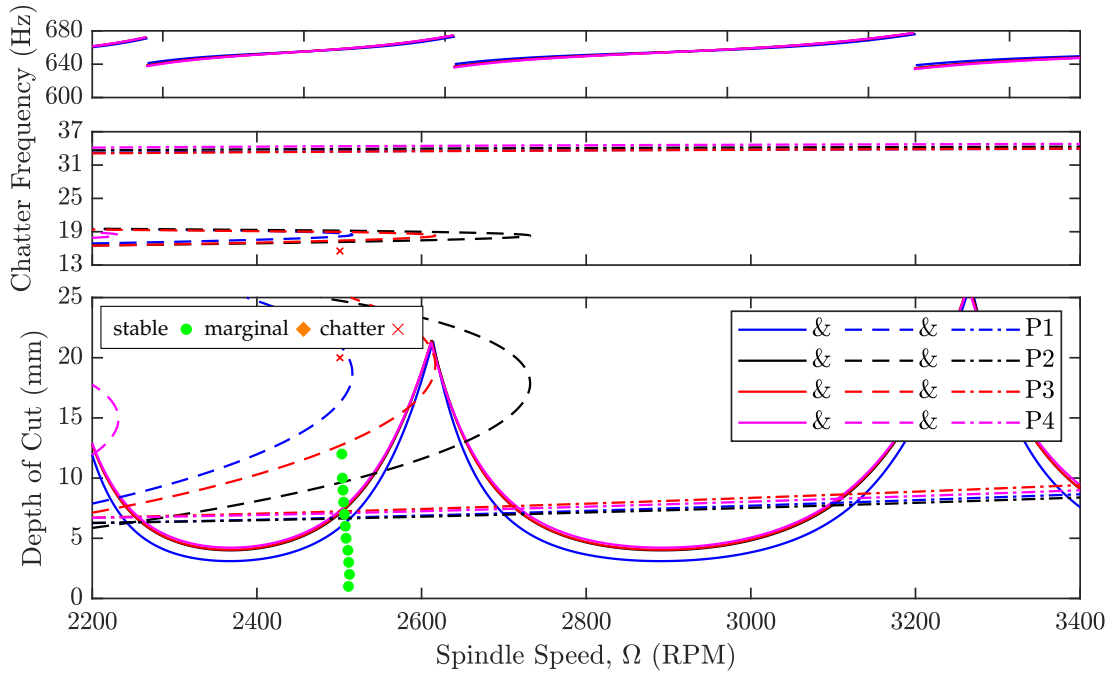 Chatter Frequency (Hz)
680
640
600
37
31
25
19
13
Depth of Cut (mm)
25
20
15
10
5
0
stable marginal chatter
& & P1
& & P2
& & P3
& & P4
2200 2400 2600 2800 3000 3200 3400
Spindle Speed, Ω (RPM)